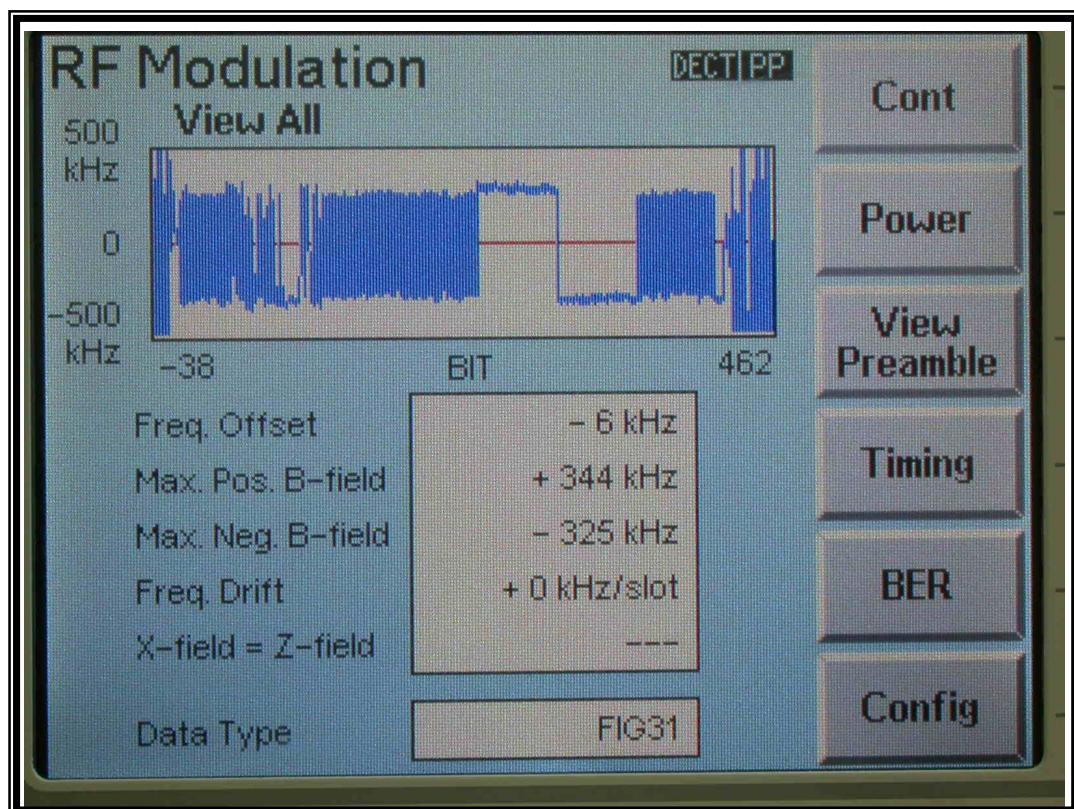 RF Modulation
DECT PP
View All
500
kHz
0
-500
kHz
-38
BIT
462
Freq. Offset
- 6 kHz
Max. Pos. B-field
+ 344 kHz
Max. Neg. B-field
- 325 kHz
Freq. Drift
+ 0 kHz/slot
X-field = Z-field
---
Data Type
FIG31
Cont
Power
View
Preamble
Timing
BER
Config